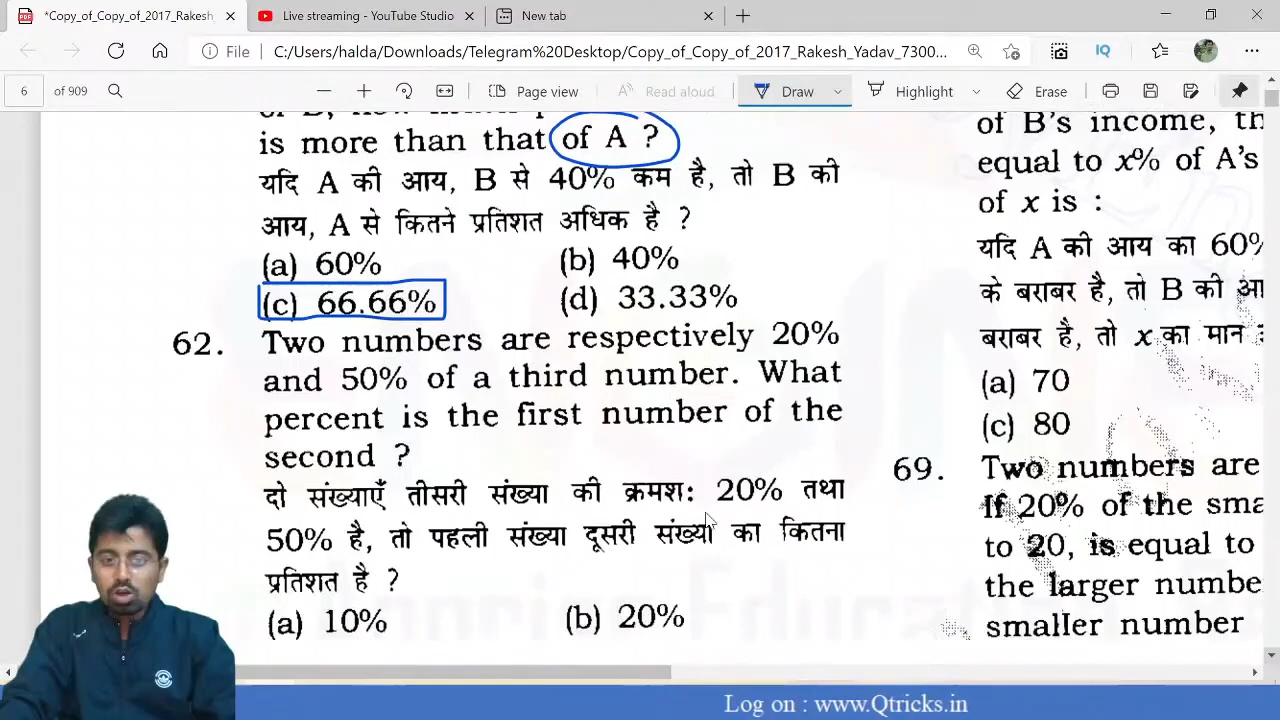 *Copy_of_Copy_of_2017_Rakesh_
Live streaming - YouTube Studio
New tab
File
C:/Users/halda/Downloads/Telegram%20Desktop/Copy_of_Copy_of_2017_Rakesh_Yadav_7300...
6 of 909
Page view
Read aloud
Draw
Highlight
Erase
is more than that of A ?
यदि A की आय, B से 40% कम है, तो B की
आय, A से कितने प्रतिशत अधिक है ?
(a) 60% (b) 40%
(c) 66.66% (d) 33.33%
62. Two numbers are respectively 20%
and 50% of a third number. What
percent is the first number of the
second ?
दो संख्याएँ तीसरी संख्या की क्रमश: 20% तथा
50% है, तो पहली संख्या दूसरी संख्या का कितना
प्रतिशत है ?
(a) 10% (b) 20%
of B's income, th
equal to x% of A's
of x is :
यदि A की आय का 60%
के बराबर है, तो B की आ
बराबर है, तो x का मान
(a) 70
(c) 80
69. Two numbers are
If 20% of the sma
to 20, is equal to
the larger numbe
smaller number
Log on : www.Qtricks.in